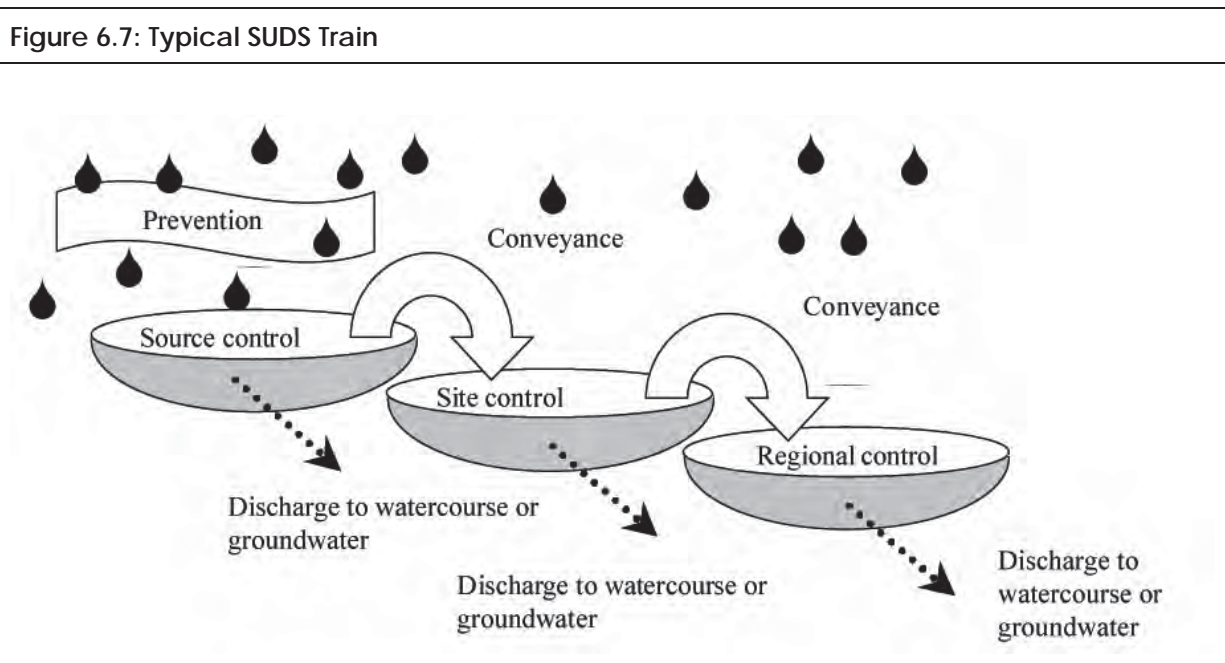 Figure 6.7: Typical SUDS Train
Prevention
Conveyance
Conveyance
Source control
Site control
Regional control
Discharge to watercourse or
groundwater
Discharge to watercourse or
groundwater
Discharge to
watercourse or
groundwater